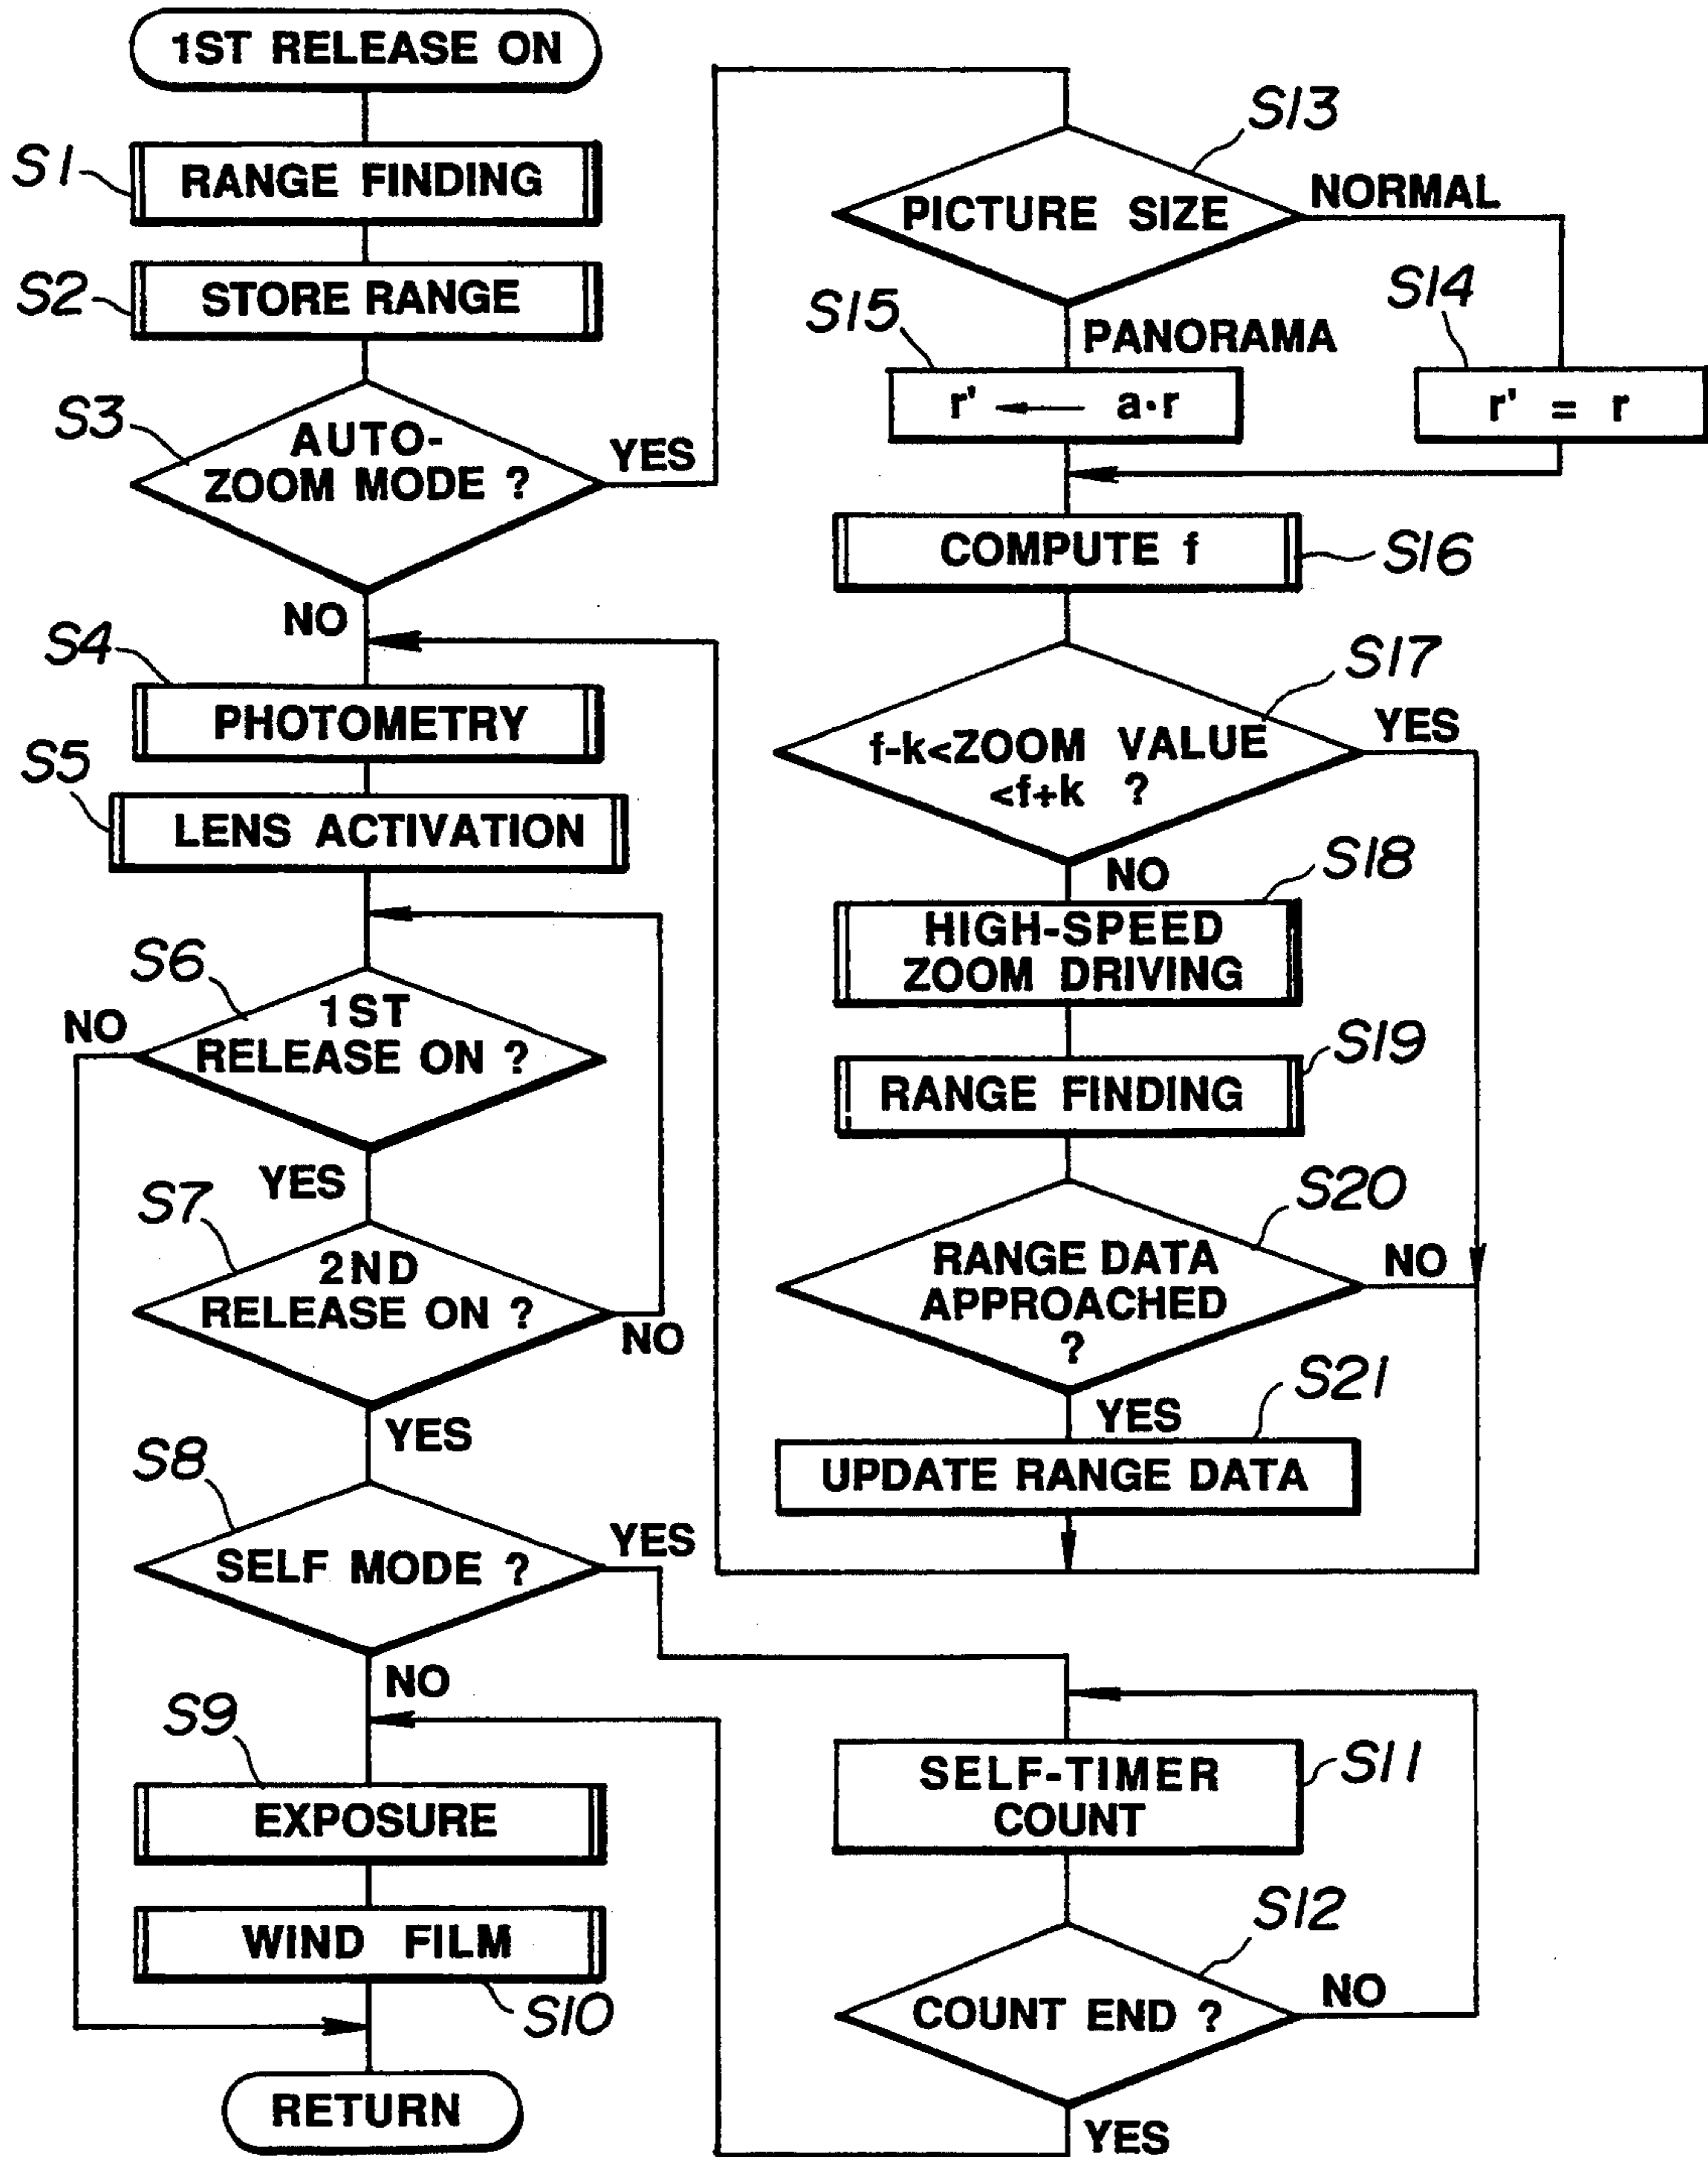 1ST RELEASE ON
S1
RANGE FINDING
S2
STORE RANGE
S3
AUTO-
ZOOM MODE ?
YES
NO
S4
PHOTOMETRY
S5
LENS ACTIVATION
S6
1ST
RELEASE ON ?
NO
YES
S7
2ND
RELEASE ON ?
NO
YES
S8
SELF MODE ?
YES
NO
S9
EXPOSURE
WIND FILM
S10
RETURN
S13
PICTURE SIZE
NORMAL
PANORAMA
S15
r' ← a·r
S14
r' = r
COMPUTE f
S16
S17
f-k<ZOOM VALUE
<f+k ?
YES
NO
S18
HIGH-SPEED
ZOOM DRIVING
S19
RANGE FINDING
S20
RANGE DATA
APPROACHED
?
NO
YES
S21
UPDATE RANGE DATA
SELF-TIMER
COUNT
S11
S12
COUNT END ?
NO
YES